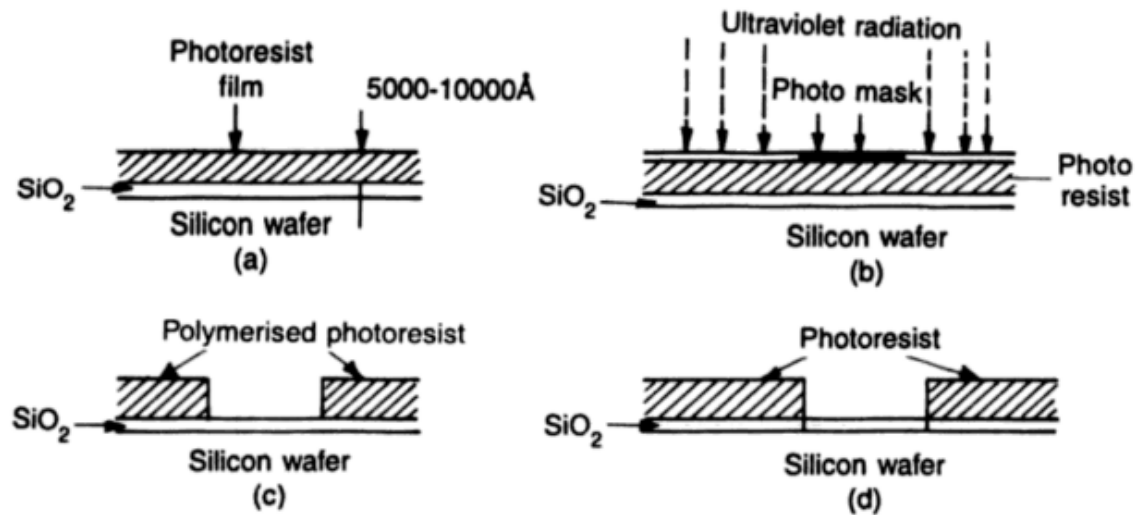 Photoresist
film
5000-10000Å
SiO₂
Silicon wafer
(a)
Ultraviolet radiation
Photo mask
Photo
resist
SiO₂
Silicon wafer
(b)
Polymerised photoresist
SiO₂
Silicon wafer
(c)
Photoresist
SiO₂
Silicon wafer
(d)